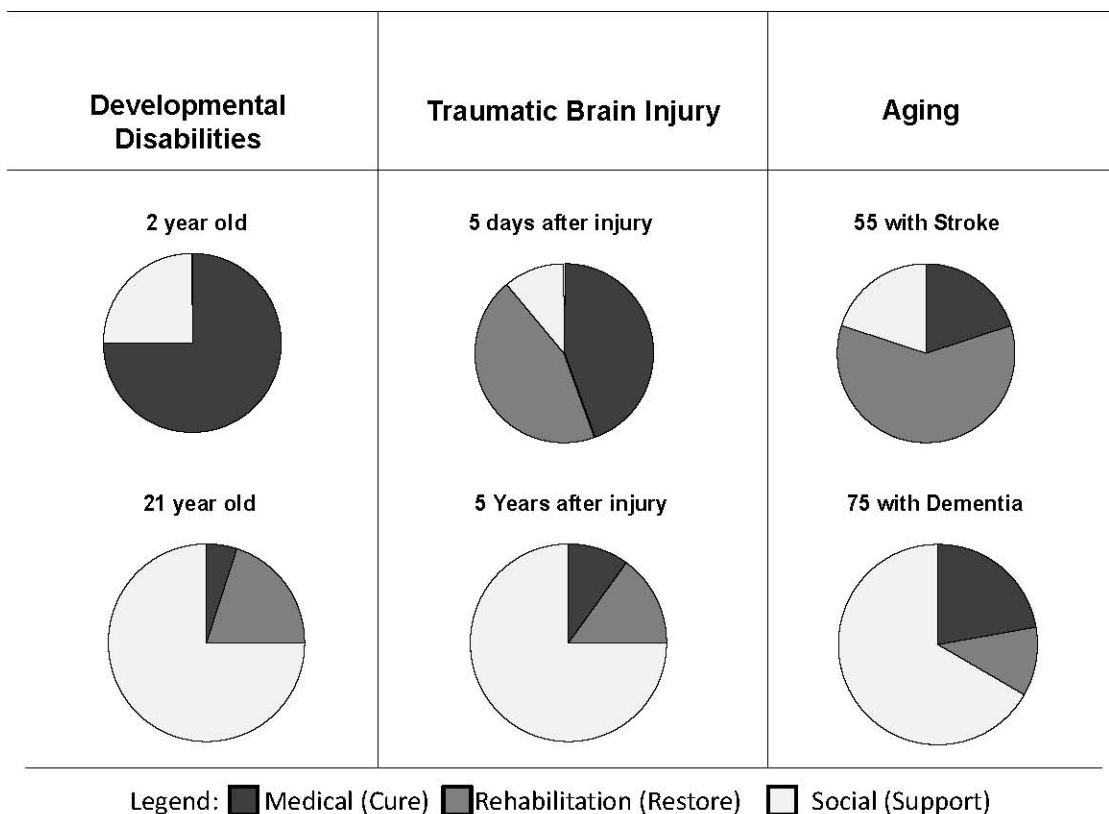 Developmental
Disabilities
Traumatic Brain Injury
Aging
2 year old
5 days after injury
55 with Stroke
21 year old
5 Years after injury
75 with Dementia
Legend: Medical (Cure) Rehabilitation (Restore) Social (Support)